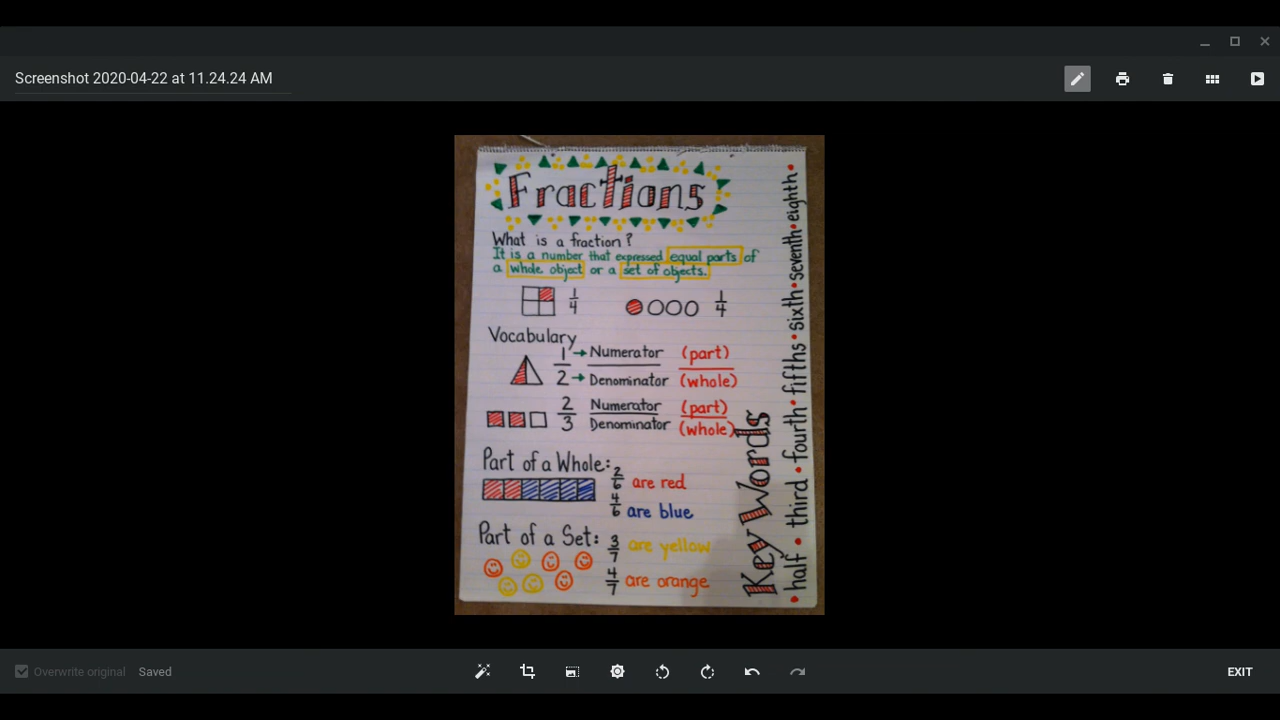 Screenshot 2020-04-22 at 11.24.24 AM
Fractions
What is a fraction?
It is a number that expressed equal parts of
a whole object or a set of objects.
1/4
1/4
Vocabulary
1/2 → Numerator (part)
→ Denominator (whole)
2/3 Numerator (part)
Denominator (whole)
Part of a Whole:
2/6 are red
4/6 are blue
Part of a Set:
3/7 are yellow
4/7 are orange
Key Words
• half • third • fourth • fifths • sixth • seventh • eighth •
Overwrite original Saved
EXIT